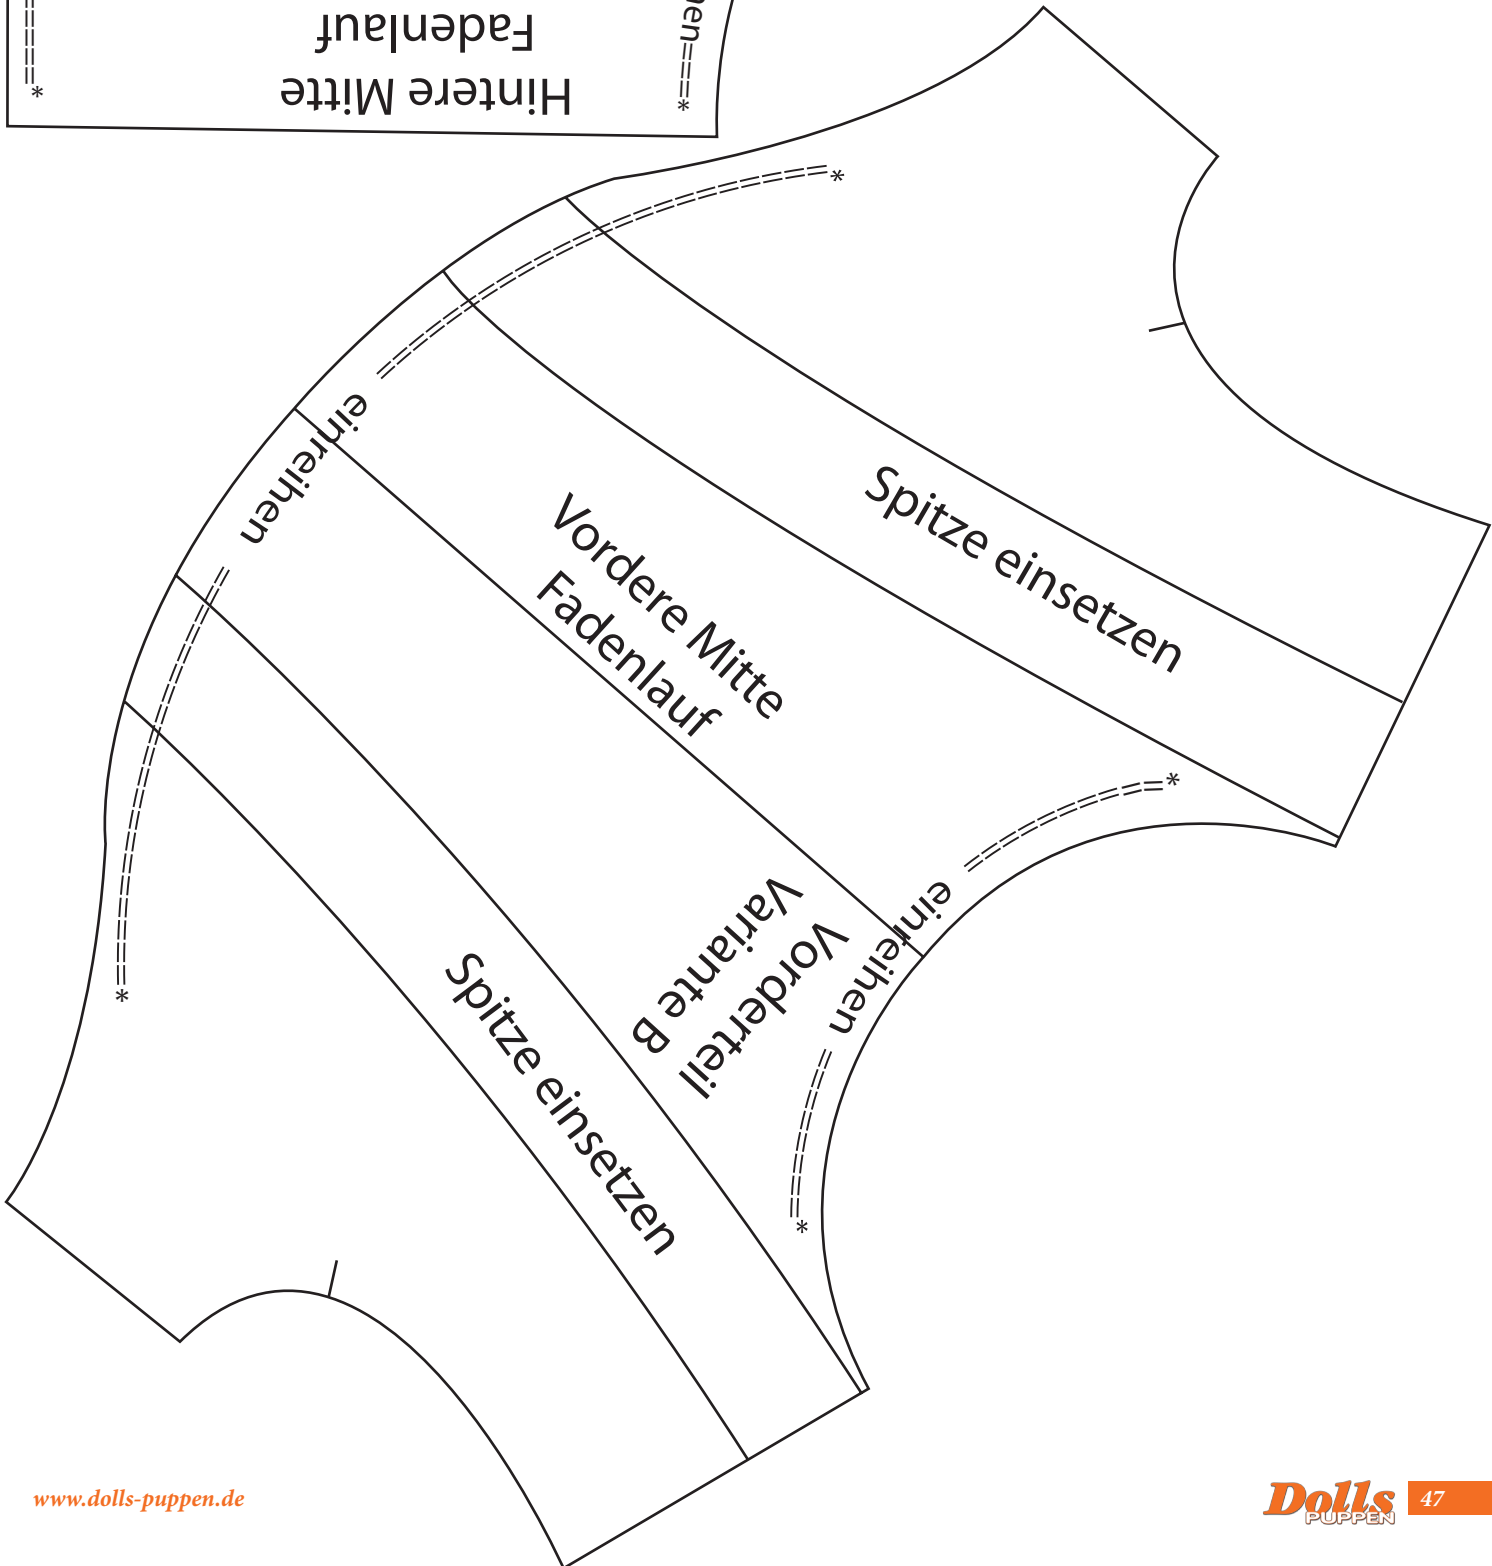 Hintere Mitte
Fadenlauf
einreihen
Vordere Mitte
Fadenlauf
Spitze einsetzen
einreihen
Vorderteil
Variante B
Spitze einsetzen
www.dolls-puppen.de
Dolls
PUPPEN
47